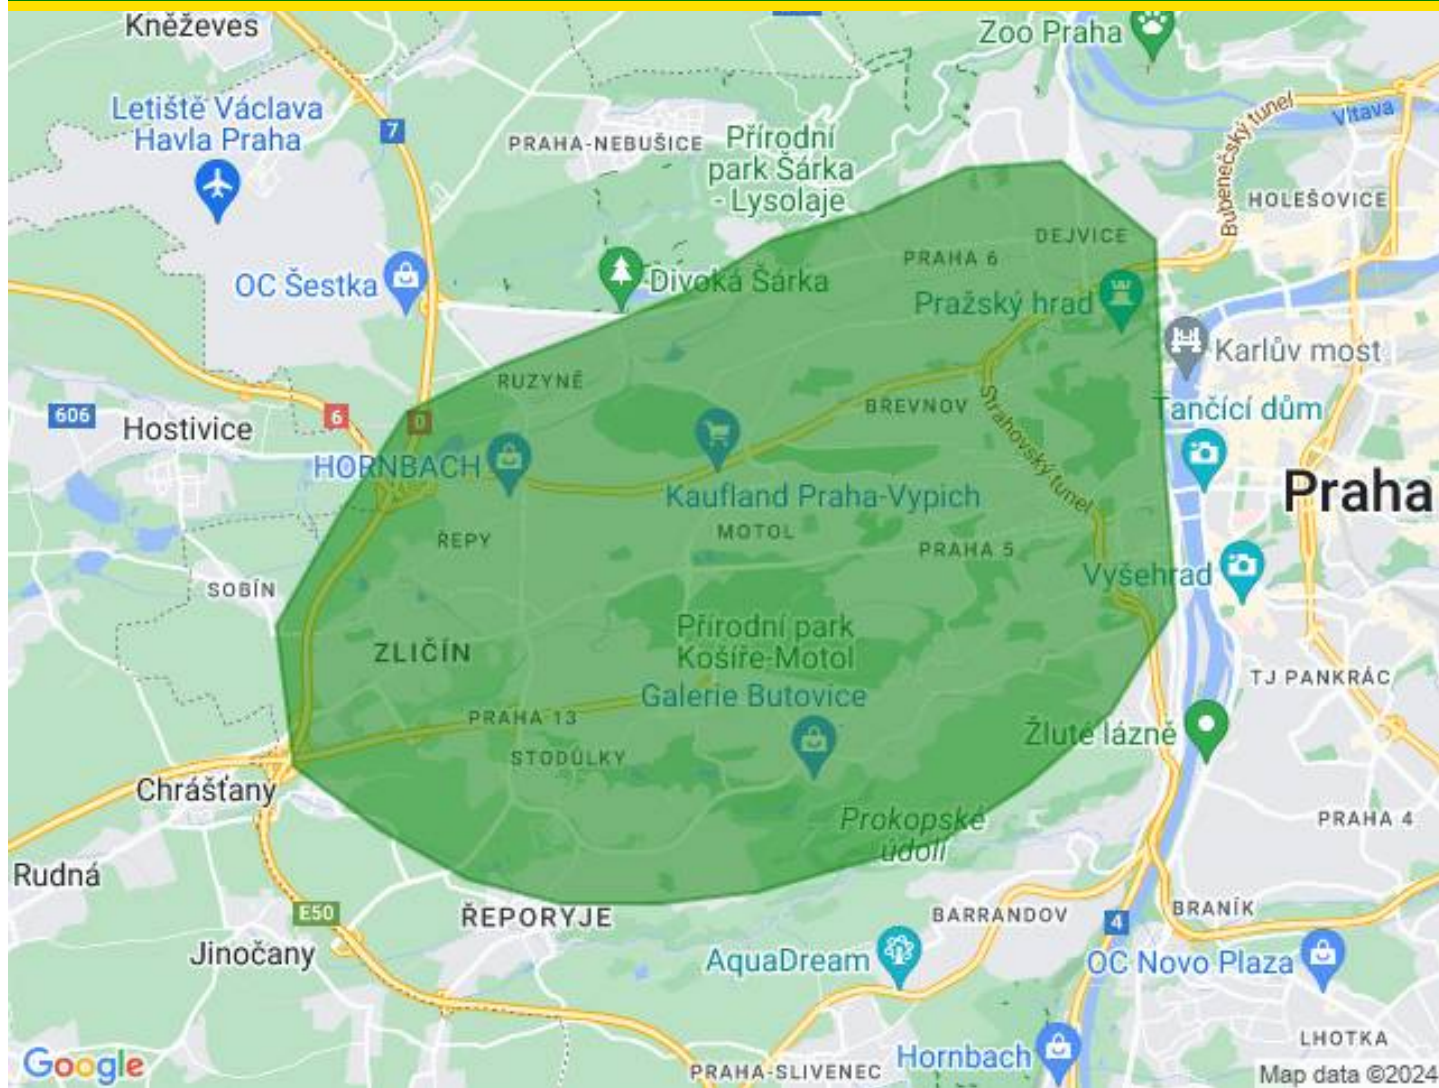 Kněževes
Zoo Praha
Letiště Václava
Havla Praha
7
PRAHA-NEBUŠICE
Přírodní
park Šárka
- Lysolaje
Bubenečský tunel
Vltava
HOLEŠOVICE
DEJVICE
PRAHA 6
OC Šestka
Divoká Šárka
Pražský hrad
Karlův most
RUZYNĚ
606
6
0
Hostivice
BŘEVNOV
Strahovský tunel
Tančící dům
HORNBACH
Kaufland Praha-Vypich
Praha
ŘEPY
MOTOL
PRAHA 5
Vyšehrad
SOBÍN
ZLIČÍN
Přírodní park
Košíře-Motol
Galerie Butovice
TJ PANKRÁC
PRAHA 13
STODŮLKY
Žluté lázně
Chrášťany
Prokopské
údolí
PRAHA 4
Rudná
E50
ŘEPORYJE
BARRANDOV
4
BRANÍK
Jinočany
AquaDream
OC Novo Plaza
LHOTKA
Google
PRAHA-SLIVENEC
Hornbach
Map data ©2024